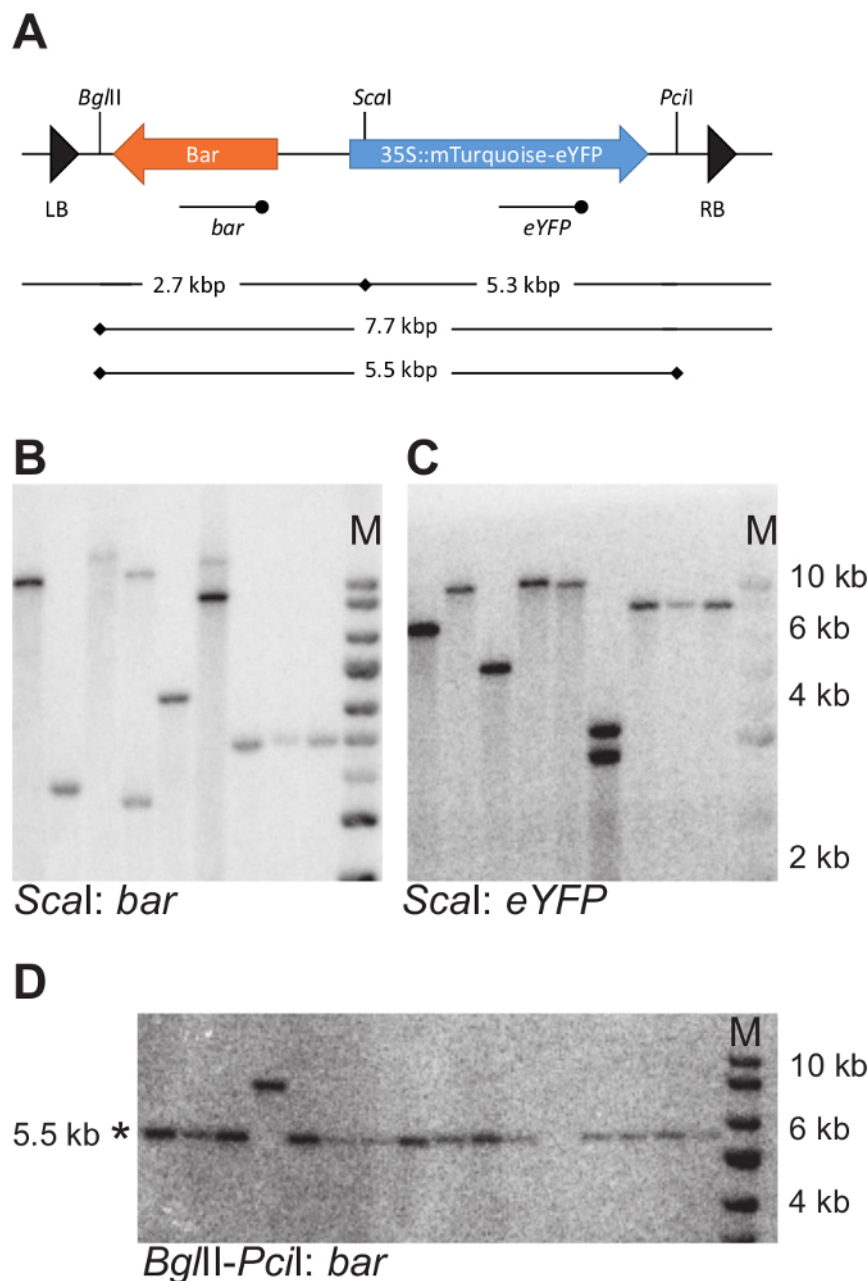 A
BglII ScaI PciI
Bar 35S::mTurquoise-eYFP
LB bar eYFP RB
2.7 kbp 5.3 kbp
7.7 kbp
5.5 kbp
B C
M M
10 kb
6 kb
4 kb
2 kb
ScaI: bar ScaI: eYFP
D
M
10 kb
5.5 kb * 6 kb
4 kb
BglII-PciI: bar